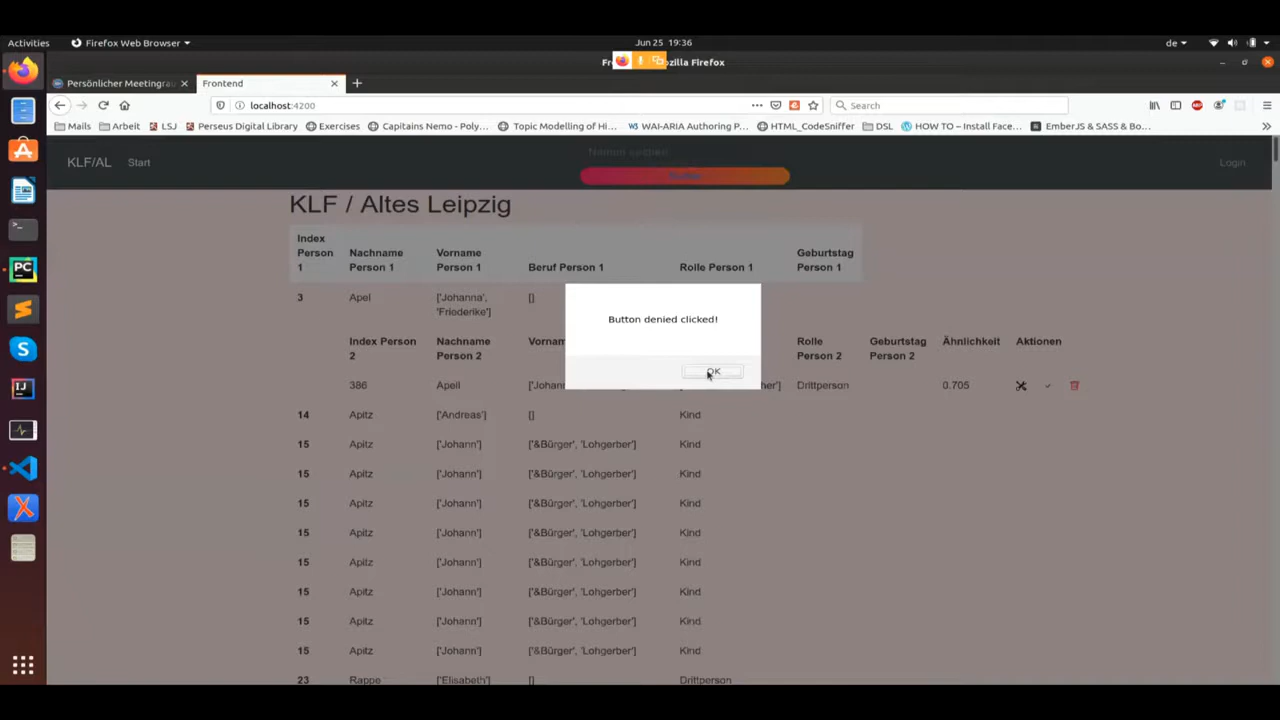 Activities
Firefox Web Browser
Jun 25 19:36
de
Mozilla Firefox
Persönlicher Meetingra
Frontend
localhost:4200
Search
Mails
Arbeit
LSJ
Perseus Digital Library
Exercises
Capitains Nemo - Poly...
Topic Modelling of Hi...
WAI-ARIA Authoring P...
HTML_CodeSniffer
DSL
HOW TO – Install Face...
EmberJS & SASS & Bo...
KLF/AL
Start
Login
KLF / Altes Leipzig
Index Person 1 Nachname Person 1 Vorname Person 1 Beruf Person 1 Rolle Person 1 Geburtstag Person 1
3 Apel ['Johanna', 'Friederike'] []
Button denied clicked!
OK
Index Person 2 Nachname Person 2 Rolle Person 2 Geburtstag Person 2 Ähnlichkeit Aktionen
386 Apell Drittperson 0.705
14 Apitz ['Andreas'] [] Kind
15 Apitz ['Johann'] ['&Bürger', 'Lohgerber'] Kind
15 Apitz ['Johann'] ['&Bürger', 'Lohgerber'] Kind
15 Apitz ['Johann'] ['&Bürger', 'Lohgerber'] Kind
15 Apitz ['Johann'] ['&Bürger', 'Lohgerber'] Kind
15 Apitz ['Johann'] ['&Bürger', 'Lohgerber'] Kind
15 Apitz ['Johann'] ['&Bürger', 'Lohgerber'] Kind
15 Apitz ['Johann'] ['&Bürger', 'Lohgerber'] Kind
15 Apitz ['Johann'] ['&Bürger', 'Lohgerber'] Kind
23 Rappe ['Elisabeth'] [] Drittperson